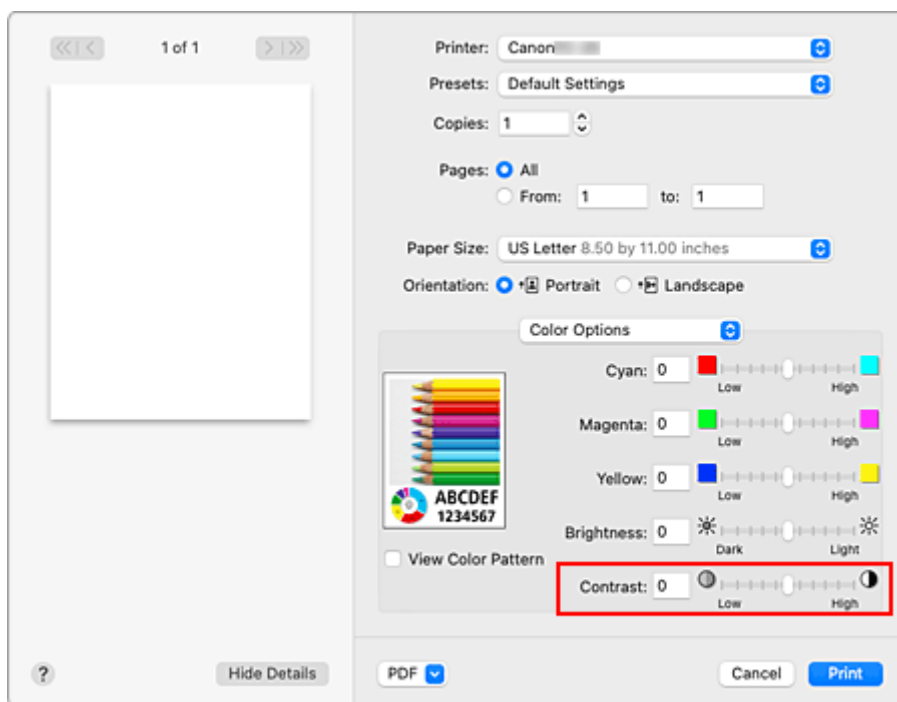 1 of 1
Printer: Canon
Presets: Default Settings
Copies: 1
Pages: All
From: 1 to: 1
Paper Size: US Letter 8.50 by 11.00 inches
Orientation: Portrait Landscape
Color Options
Cyan: 0
Low High
Magenta: 0
Low High
Yellow: 0
Low High
ABCDEF
1234567
Brightness: 0
Dark Light
View Color Pattern
Contrast: 0
Low High
? Hide Details PDF Cancel Print